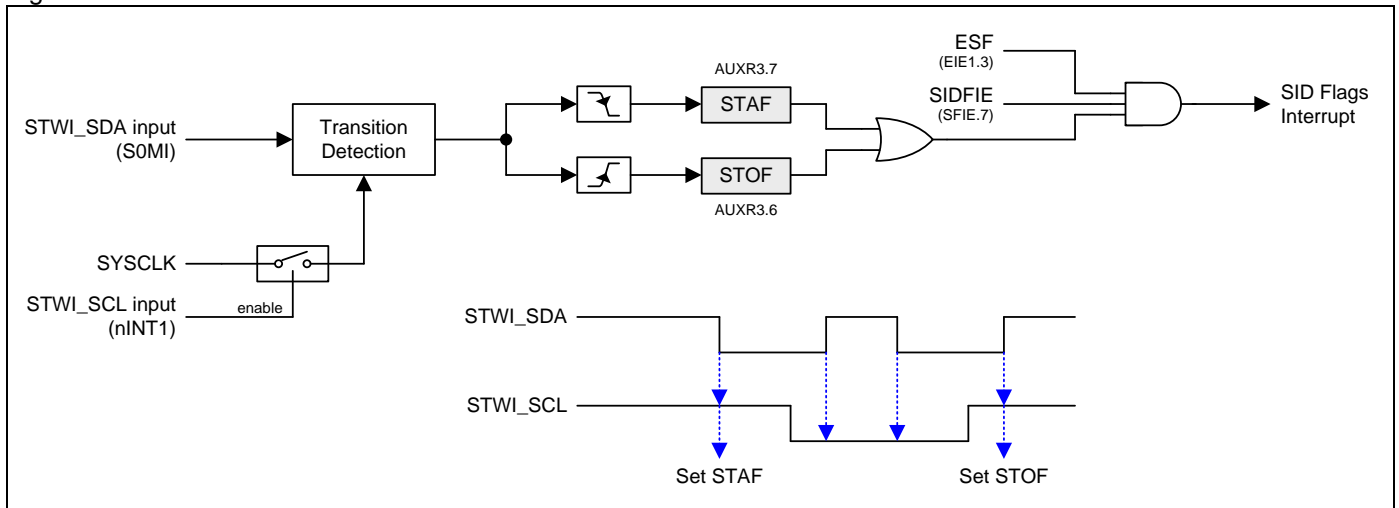 ESF
(EIE1.3)
AUXR3.7
STAF
SIDFIE
(SFIE.7)
SID Flags
Interrupt
STWI_SDA input
(S0MI)
Transition
Detection
STOF
AUXR3.6
SYSCLK
STWI_SCL input
(nINT1)
enable
STWI_SDA
STWI_SCL
Set STAF
Set STOF